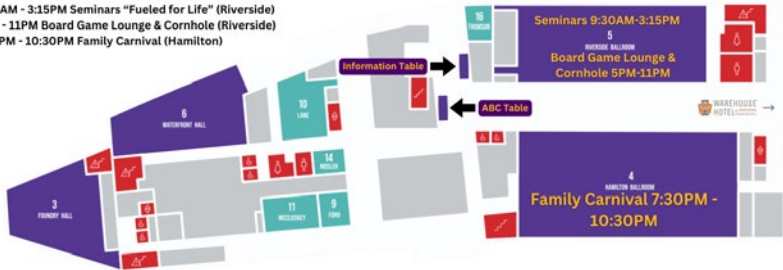 AM - 3:15PM Seminars “Fueled for Life” (Riverside)
- 11PM Board Game Lounge & Cornhole (Riverside)
PM - 10:30PM Family Carnival (Hamilton)
16
THOMSON
Seminars 9:30AM-3:15PM
5
RIVERSIDE BALLROOM
Board Game Lounge &
Cornhole 5PM-11PM
Information Table
ABC Table
WAREHOUSE
HOTEL
6
WATERFRONT HALL
10
LANE
14
MOSLER
3
FOUNDRY HALL
11
MCCLOSKEY
9
FORD
4
HAMILTON BALLROOM
Family Carnival 7:30PM -
10:30PM